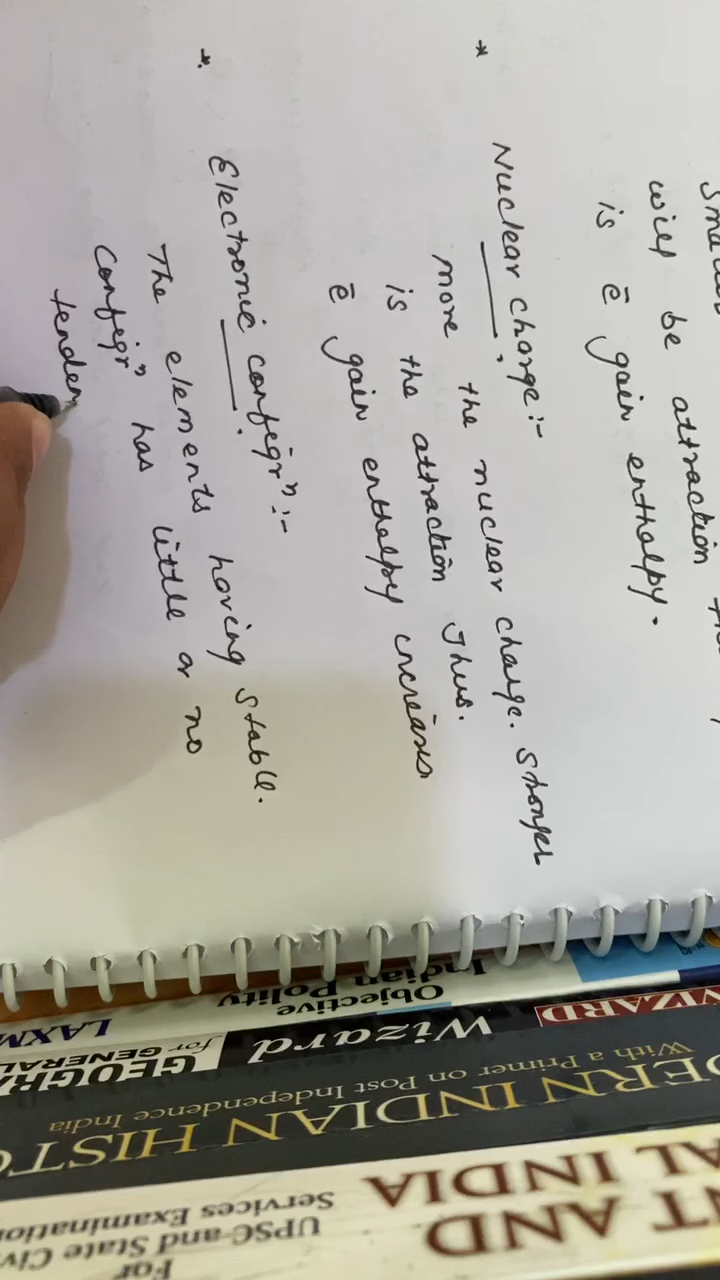 will be attraction
is ē gain enthalpy.
* Nuclear charge:-
more the nuclear charge. Stronger
is the attraction Thus.
ē gain enthalpy increases
*. Electronic configrⁿ:-
The elements having stable.
configrⁿ has little or no
tenden
Objective
Indian Polity
LAXM
WIZARD
Wizard
for GENERAL
GEOGRA
With a Primer on Post Independence India
DERN INDIAN HISTO
NT AND
AL INDIA
For
UPSC and State Civi
Services Examination